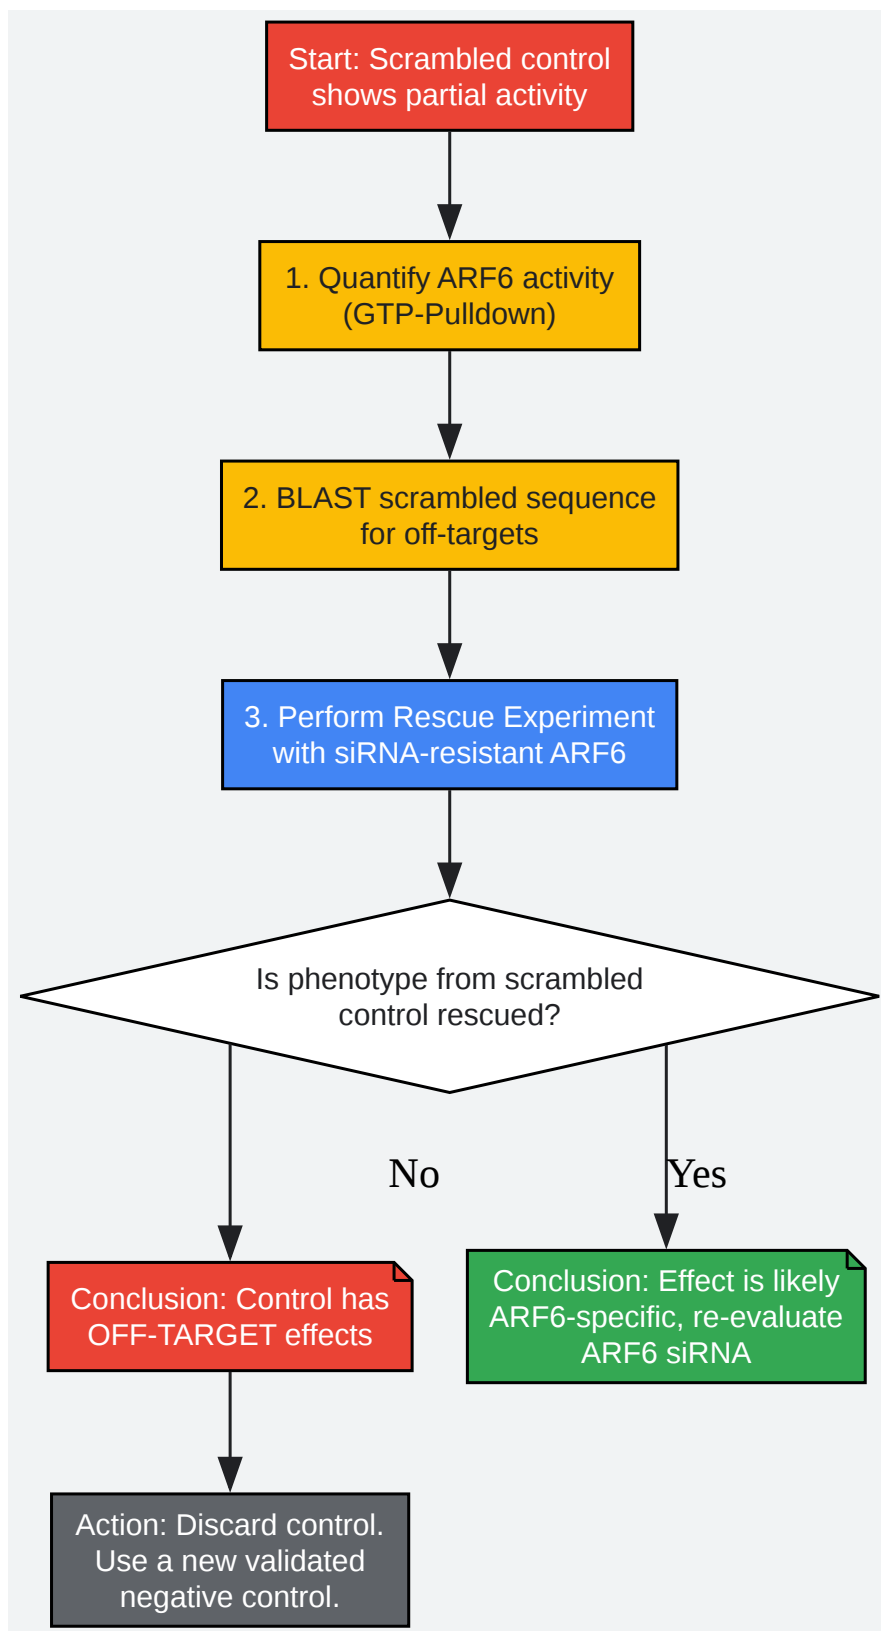 Start: Scrambled control
shows partial activity
1. Quantify ARF6 activity
(GTP-Pulldown)
2. BLAST scrambled sequence
for off-targets
3. Perform Rescue Experiment
with siRNA-resistant ARF6
Is phenotype from scrambled
control rescued?
No
Yes
Conclusion: Control has
OFF-TARGET effects
Conclusion: Effect is likely
ARF6-specific, re-evaluate
ARF6 siRNA
Action: Discard control.
Use a new validated
negative control.